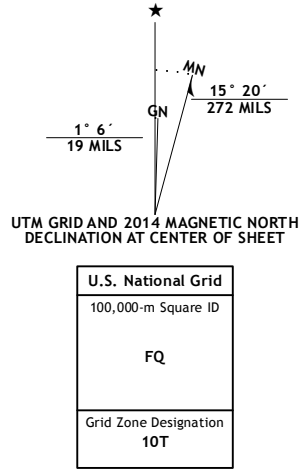 ★
MN
GN
15° 20´
272 MILS
1° 6´
19 MILS
UTM GRID AND 2014 MAGNETIC NORTH
DECLINATION AT CENTER OF SHEET
U.S. National Grid
100,000-m Square ID
FQ
Grid Zone Designation
10T